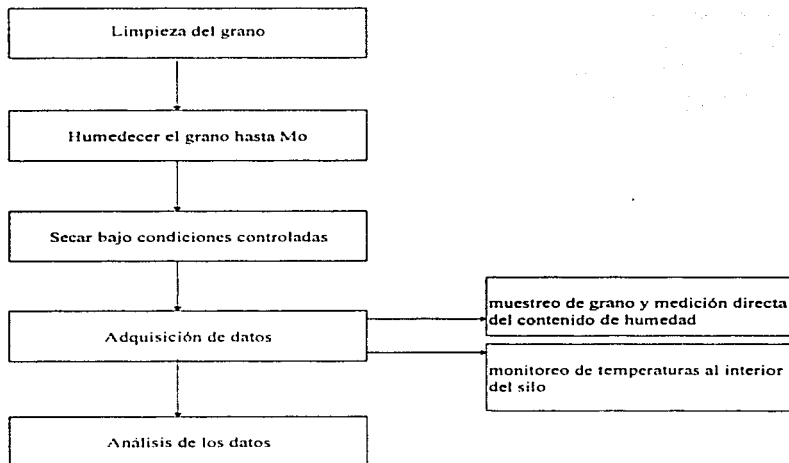 Limpieza del grano
Humedecer el grano hasta Mo
Secar bajo condiciones controladas
Adquisición de datos
muestreo de grano y medición directa
del contenido de humedad
monitoreo de temperaturas al interior
del silo
Análisis de los datos